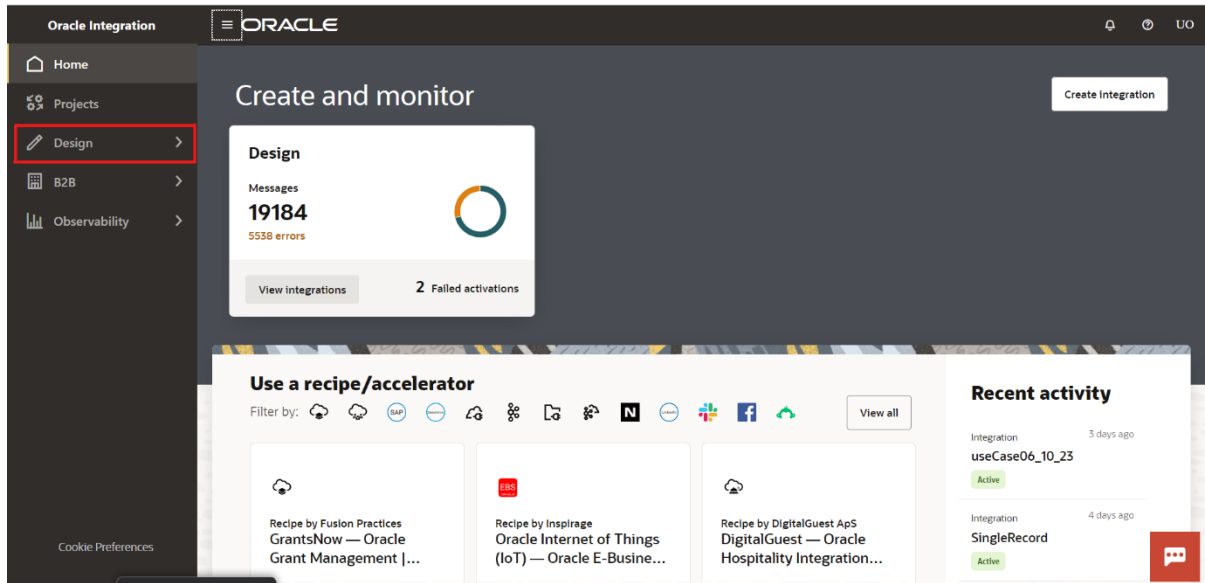 Oracle Integration
ORACLE
UO
Home
Projects
Design
B2B
Observability
Cookie Preferences
Create and monitor
Create integration
Design
Messages
19184
5538 errors
View integrations
2 Failed activations
Use a recipe/accelerator
Filter by:
SAP
N
View all
EBS
Recipe by Fusion Practices
GrantsNow — Oracle
Grant Management |...
Recipe by Inspirage
Oracle Internet of Things
(IoT) — Oracle E-Busine...
Recipe by DigitalGuest ApS
DigitalGuest — Oracle
Hospitality Integration...
Recent activity
Integration 3 days ago
useCase06_10_23
Active
Integration 4 days ago
SingleRecord
Active